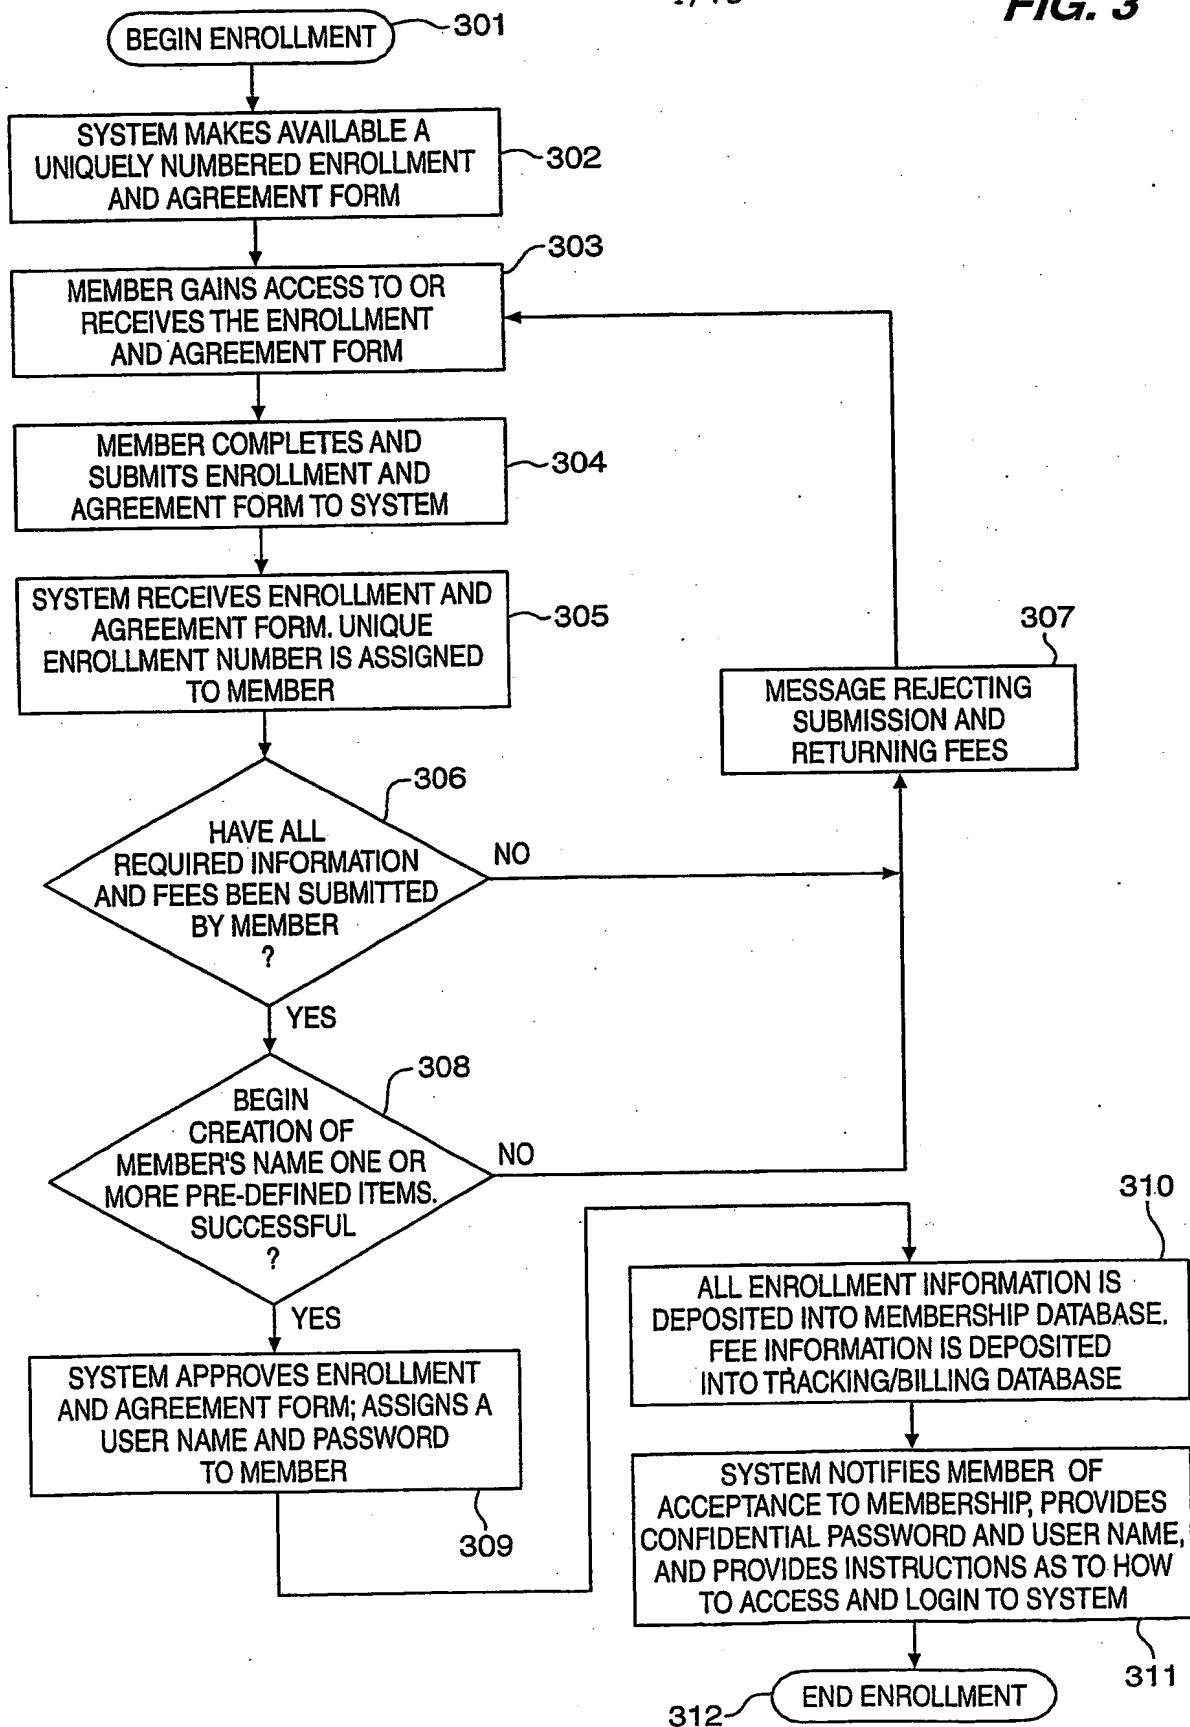 FIG. 3
BEGIN ENROLLMENT
301
SYSTEM MAKES AVAILABLE A
UNIQUELY NUMBERED ENROLLMENT
AND AGREEMENT FORM
302
303
MEMBER GAINS ACCESS TO OR
RECEIVES THE ENROLLMENT
AND AGREEMENT FORM
MEMBER COMPLETES AND
SUBMITS ENROLLMENT AND
AGREEMENT FORM TO SYSTEM
304
SYSTEM RECEIVES ENROLLMENT AND
AGREEMENT FORM. UNIQUE
ENROLLMENT NUMBER IS ASSIGNED
TO MEMBER
305
307
MESSAGE REJECTING
SUBMISSION AND
RETURNING FEES
306
HAVE ALL
REQUIRED INFORMATION
AND FEES BEEN SUBMITTED
BY MEMBER
?
NO
YES
308
BEGIN
CREATION OF
MEMBER'S NAME ONE OR
MORE PRE-DEFINED ITEMS.
SUCCESSFUL
?
NO
YES
SYSTEM APPROVES ENROLLMENT
AND AGREEMENT FORM; ASSIGNS A
USER NAME AND PASSWORD
TO MEMBER
309
310
ALL ENROLLMENT INFORMATION IS
DEPOSITED INTO MEMBERSHIP DATABASE.
FEE INFORMATION IS DEPOSITED
INTO TRACKING/BILLING DATABASE
SYSTEM NOTIFIES MEMBER OF
ACCEPTANCE TO MEMBERSHIP, PROVIDES
CONFIDENTIAL PASSWORD AND USER NAME,
AND PROVIDES INSTRUCTIONS AS TO HOW
TO ACCESS AND LOGIN TO SYSTEM
311
312
END ENROLLMENT